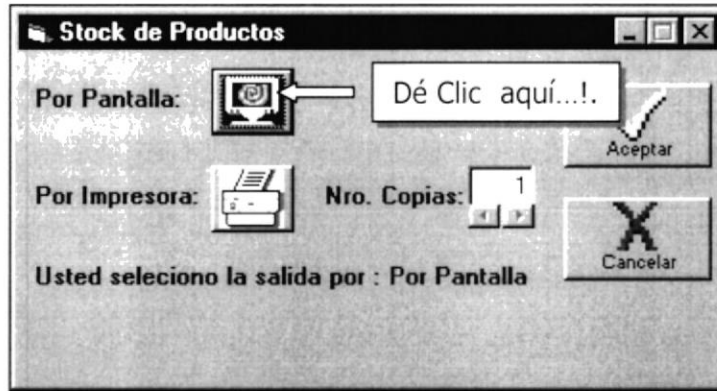 Stock de Productos
Por Pantalla:
Dé Clic aquí...!.
Aceptar
Por Impresora:
Nro. Copias:
1
Cancelar
Usted selecciono la salida por : Por Pantalla